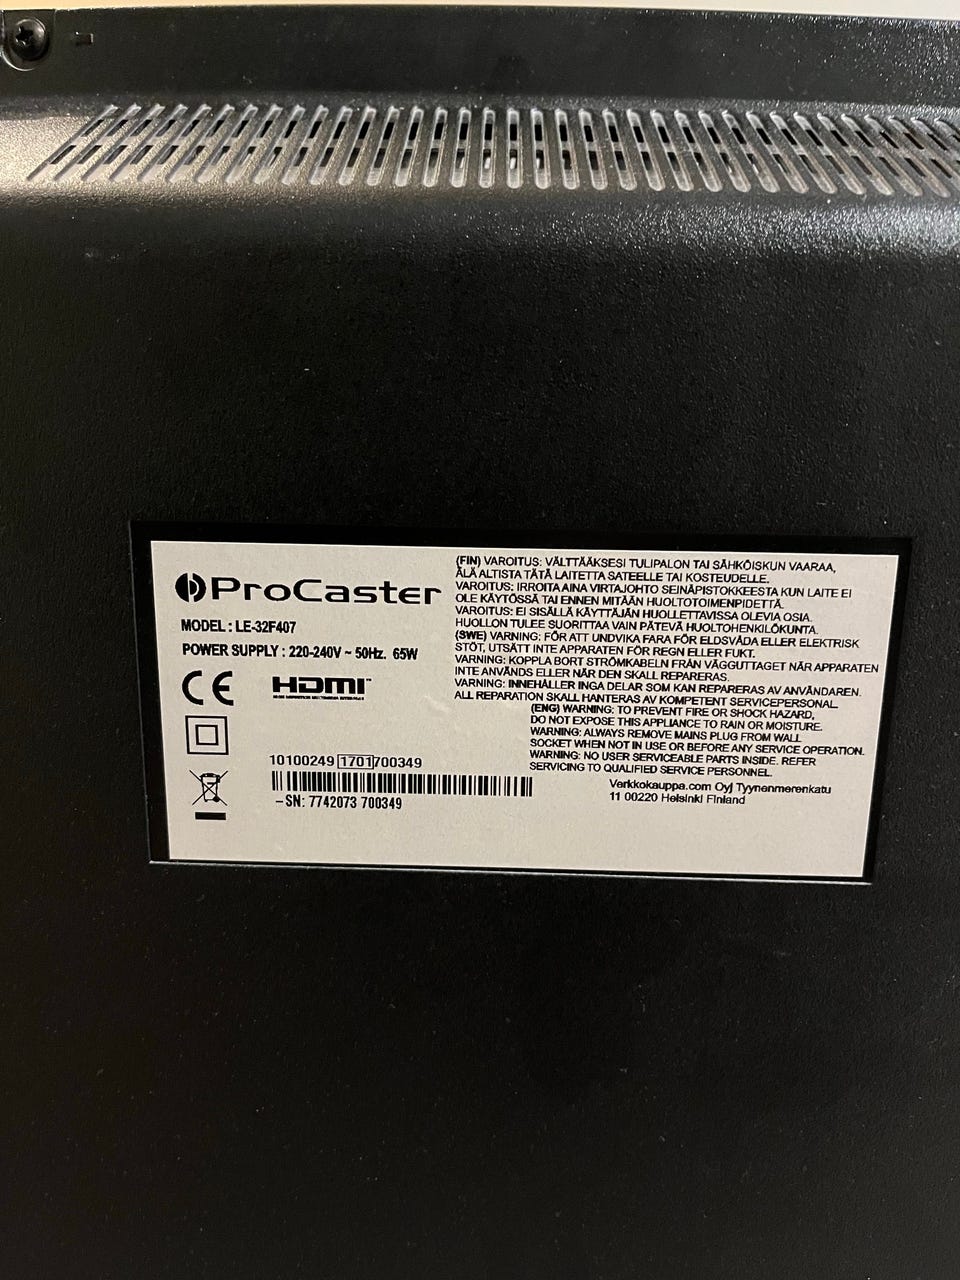 ProCaster
MODEL : LE-32F407
POWER SUPPLY : 220-240V ~ 50Hz. 65W
CE
HDMI™
HIGH-DEFINITION MULTIMEDIA INTERFACE
10100249 1701 700349
– SN: 7742073 700349
(FIN) VAROITUS: VÄLTTÄÄKSESI TULIPALON TAI SÄHKÖISKUN VAARAA,
ÄLÄ ALTISTA TÄTÄ LAITETTA SATEELLE TAI KOSTEUDELLE.
VAROITUS: IRROITA AINA VIRTAJOHTO SEINÄPISTOKKEESTA KUN LAITE EI
OLE KÄYTÖSSÄ TAI ENNEN MITÄÄN HUOLTOTOIMENPIDETTÄ.
VAROITUS: EI SISÄLLÄ KÄYTTÄJÄN HUOLLETTAVISSA OLEVIA OSIA.
HUOLLON TULEE SUORITTAA VAIN PÄTEVÄ HUOLTOHENKILÖKUNTA.
(SWE) VARNING: FÖR ATT UNDVIKA FARA FÖR ELDSVÅDA ELLER ELEKTRISK
STÖT, UTSÄTT INTE APPARATEN FÖR REGN ELLER FUKT.
VARNING: KOPPLA BORT STRÖMKABELN FRÅN VÄGGUTTAGET NÄR APPARATEN
INTE ANVÄNDS ELLER NÄR DEN SKALL REPARERAS.
VARNING: INNEHÅLLER INGA DELAR SOM KAN REPARERAS AV ANVÄNDAREN.
ALL REPARATION SKALL HANTERAS AV KOMPETENT SERVICEPERSONAL.
(ENG) WARNING: TO PREVENT FIRE OR SHOCK HAZARD,
DO NOT EXPOSE THIS APPLIANCE TO RAIN OR MOISTURE.
WARNING: ALWAYS REMOVE MAINS PLUG FROM WALL
SOCKET WHEN NOT IN USE OR BEFORE ANY SERVICE OPERATION.
WARNING: NO USER SERVICEABLE PARTS INSIDE. REFER
SERVICING TO QUALIFIED SERVICE PERSONNEL.
Verkkokauppa.com Oyj Tyynenmerenkatu
11 00220 Helsinki Finland